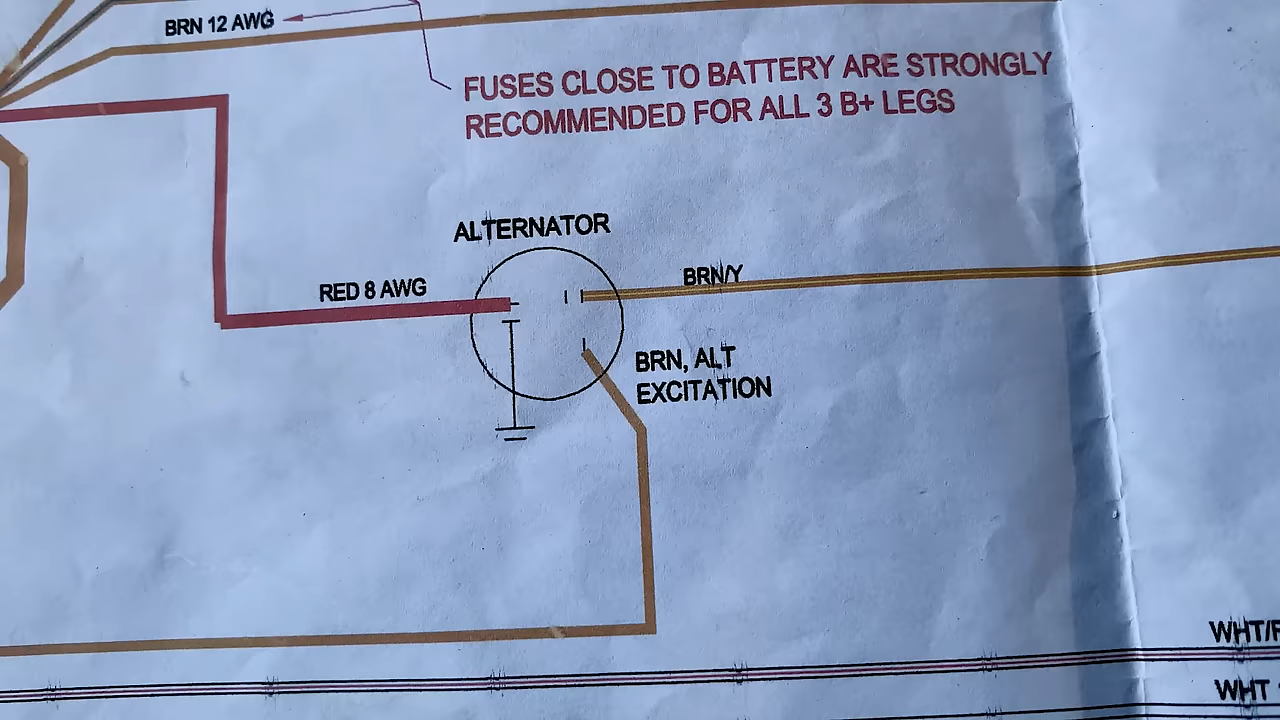 BRN 12 AWG
FUSES CLOSE TO BATTERY ARE STRONGLY
RECOMMENDED FOR ALL 3 B+ LEGS
ALTERNATOR
RED 8 AWG
BRN/Y
BRN, ALT
EXCITATION
WHT/
WHT